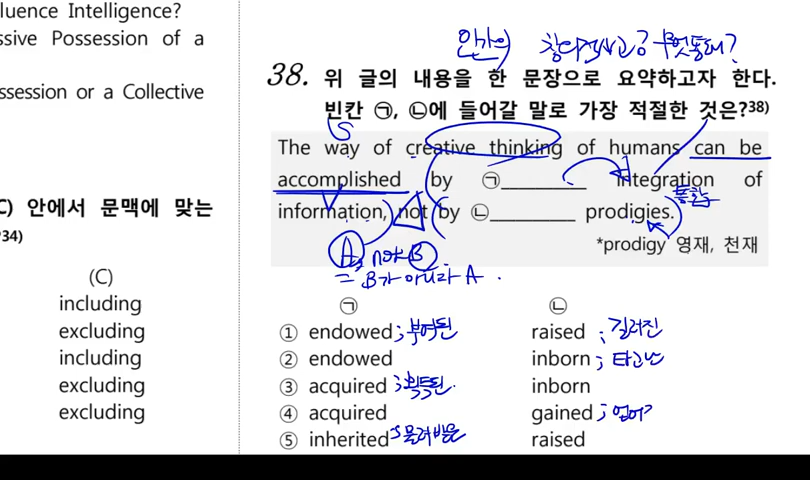 luence Intelligence?
ssive Possession of a
ssession or a Collective
C) 안에서 문맥에 맞는
34)
(C)
including
excluding
including
excluding
excluding
인간의 창의적사고 무엇통해?
38. 위 글의 내용을 한 문장으로 요약하고자 한다.
빈칸 ㉠, ㉡에 들어갈 말로 가장 적절한 것은?38)
S
The way of creative thinking of humans can be
accomplished by ㉠________ integration of
통합
V
information, not by ㉡________ prodigies.
*prodigy 영재, 천재
A, not B
= B가 아니라 A.
㉠ ㉡
① endowed ; 부여된 raised ; 길러진
② endowed inborn ; 타고난
③ acquired ; 획득된. inborn
④ acquired gained ; 얻어
⑤ inherited ; 물려받은 raised